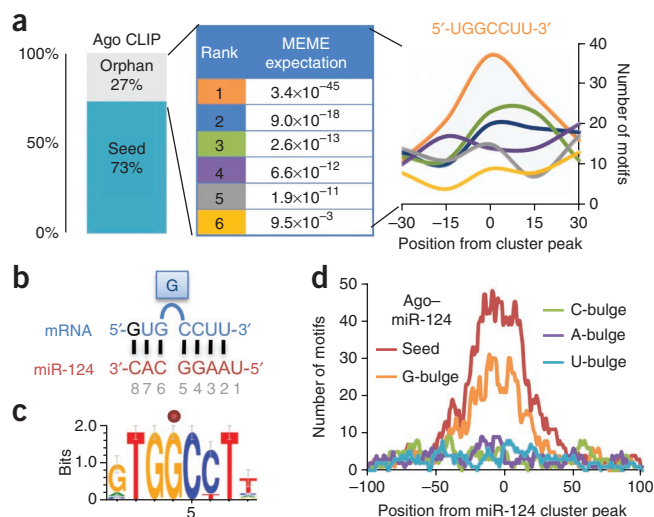 a
Ago CLIP
100%
50%
0%
Orphan
27%
Seed
73%
Rank MEME expectation
1 3.4×10⁻⁴⁵
2 9.0×10⁻¹⁸
3 2.6×10⁻¹³
4 6.6×10⁻¹²
5 1.9×10⁻¹¹
6 9.5×10⁻³
5′-UGGCCUU-3′
40
30
20
10
0
Number of motifs
−30 −15 0 15 30
Position from cluster peak
b
G
mRNA 5′-GUG CCUU-3′
miR-124 3′-CAC GGAAU-5′
8 7 6 5 4 3 2 1
c
2.0
1.0
0
Bits
GTGGCCTT
5
d
50
40
30
20
10
0
Number of motifs
Ago–
miR-124
Seed
G-bulge
C-bulge
A-bulge
U-bulge
−100 −50 0 50 100
Position from miR-124 cluster peak